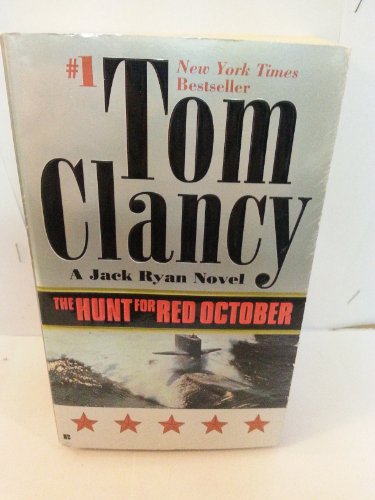 #1
New York Times
Bestseller
Tom
Clancy
A Jack Ryan Novel
THE HUNT FOR RED OCTOBER